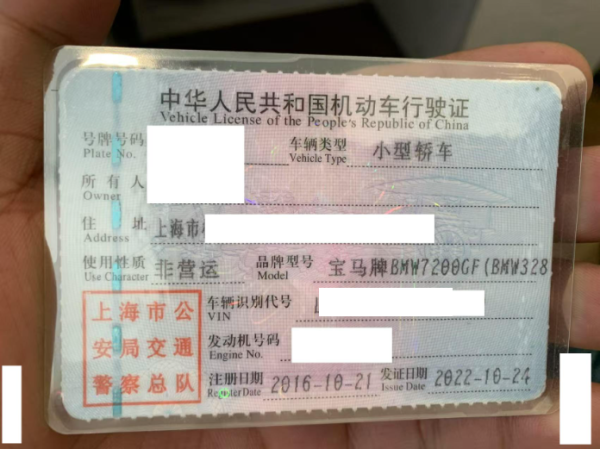 中华人民共和国机动车行驶证
Vehicle License of the People's Republic of China
号牌号码 车辆类型 小型轿车
Plate No. Vehicle Type
所有人
Owner
住址 上海市
Address
使用性质 非营运 品牌型号 宝马牌BMW7200GF(BMW328
Use Character Model
上海市公
安局交通
警察总队
车辆识别代号
VIN
发动机号码
Engine No.
注册日期 2016-10-21 发证日期 2022-10-24
Register Date Issue Date